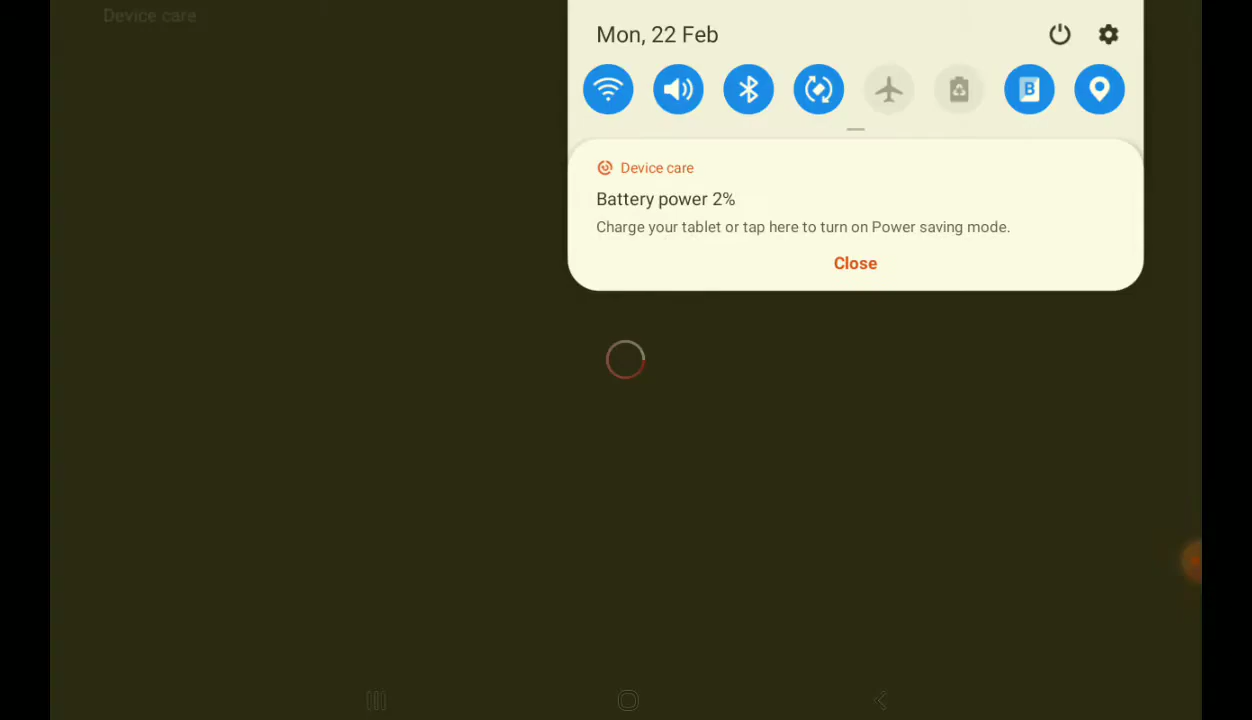 Device care
Mon, 22 Feb
B
Device care
Battery power 2%
Charge your tablet or tap here to turn on Power saving mode.
Close